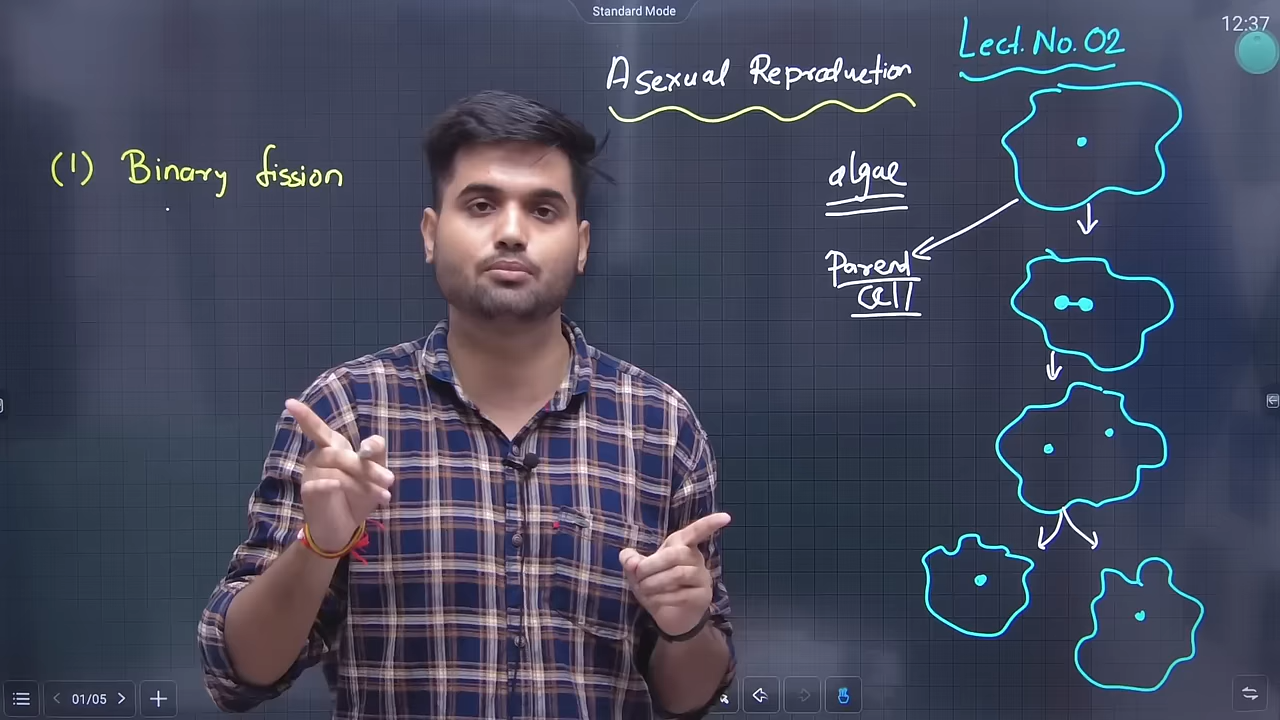 Standard Mode
12:37
Lect. No. 02
Asexual Reproduction
(1) Binary fission
algae
Parent
cell
01/05